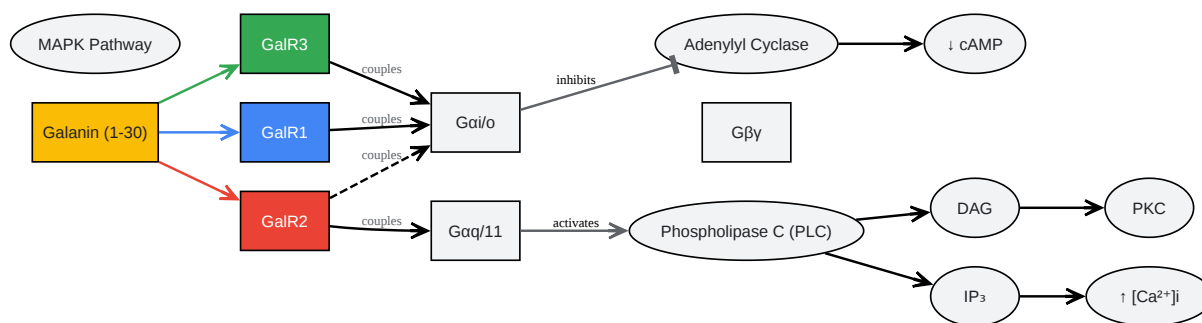 MAPK Pathway
GalR3
Adenylyl Cyclase
↓ cAMP
couples
inhibits
Galanin (1-30)
GalR1
couples
Gαi/o
Gβγ
couples
GalR2
couples
Gαq/11
activates
Phospholipase C (PLC)
DAG
PKC
IP₃
↑ [Ca²⁺]i